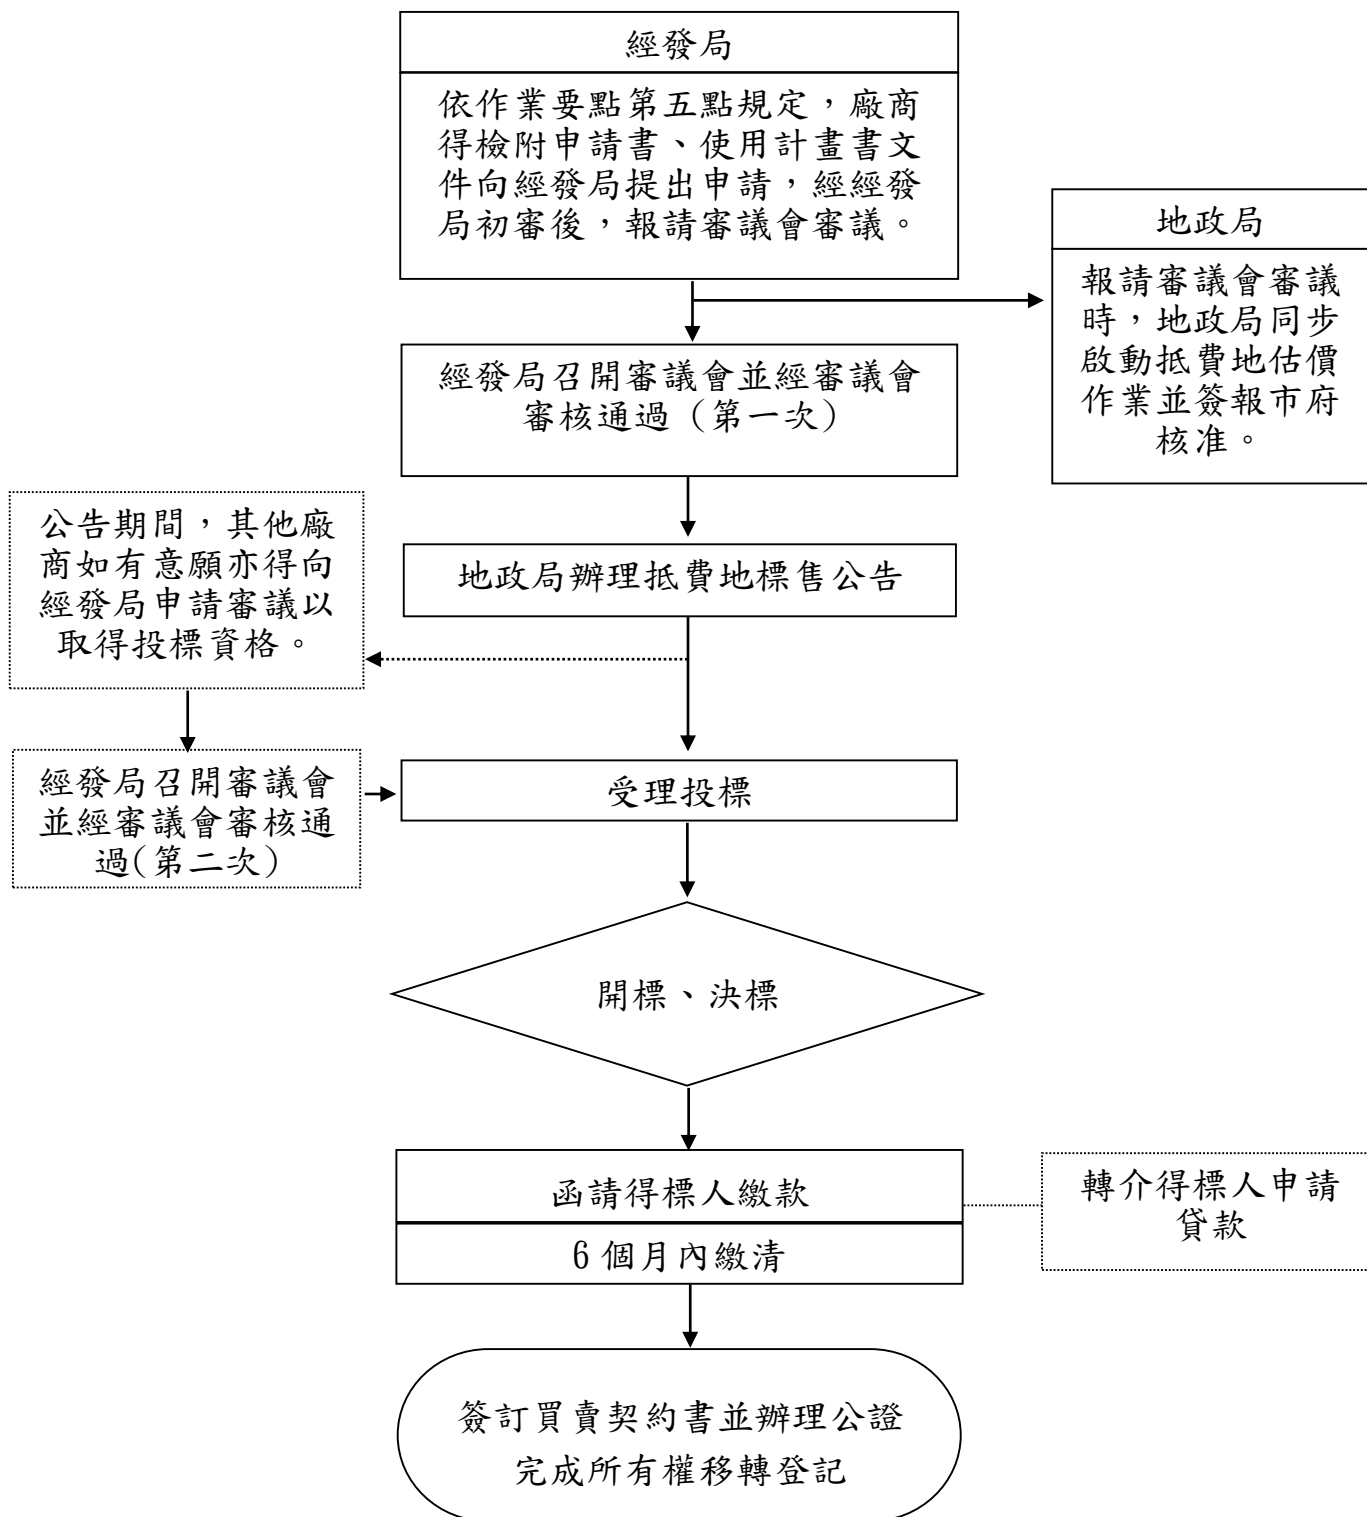 經發局
依作業要點第五點規定，廠商
得檢附申請書、使用計畫書文
件向經發局提出申請，經經發
局初審後，報請審議會審議。
地政局
報請審議會審議
時，地政局同步
啟動抵費地估價
作業並簽報市府
核准。
經發局召開審議會並經審議會
審核通過（第一次）
地政局辦理抵費地標售公告
公告期間，其他廠
商如有意願亦得向
經發局申請審議以
取得投標資格。
經發局召開審議會
並經審議會審核通
過(第二次)
受理投標
開標、決標
函請得標人繳款
6 個月內繳清
轉介得標人申請
貸款
簽訂買賣契約書並辦理公證
完成所有權移轉登記